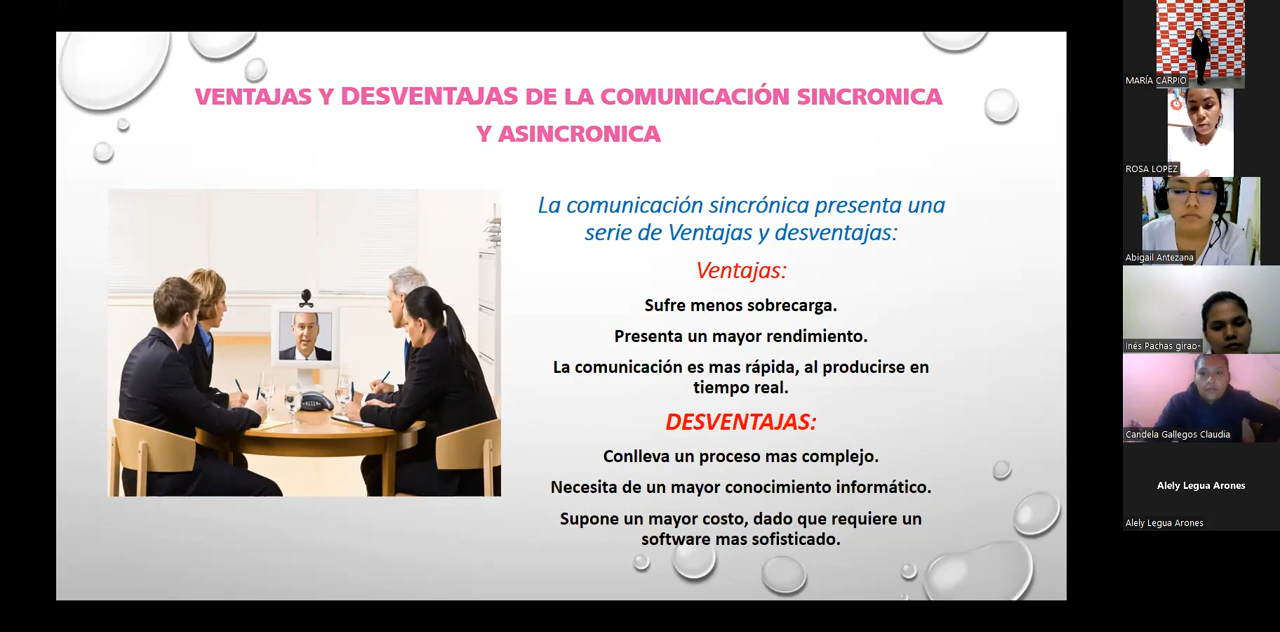 VENTAJAS Y DESVENTAJAS DE LA COMUNICACIÓN SINCRONICA
Y ASINCRONICA
La comunicación sincrónica presenta una
serie de Ventajas y desventajas:
Ventajas:
Sufre menos sobrecarga.
Presenta un mayor rendimiento.
La comunicación es mas rápida, al producirse en
tiempo real.
DESVENTAJAS:
Conlleva un proceso mas complejo.
Necesita de un mayor conocimiento informático.
Supone un mayor costo, dado que requiere un
software mas sofisticado.
MARÍA CARPIO
ROSA LOPEZ
Abigail Antezana
Inés Pachas girao-
Candela Gallegos Claudia
Alely Legua Arones
Alely Legua Arones